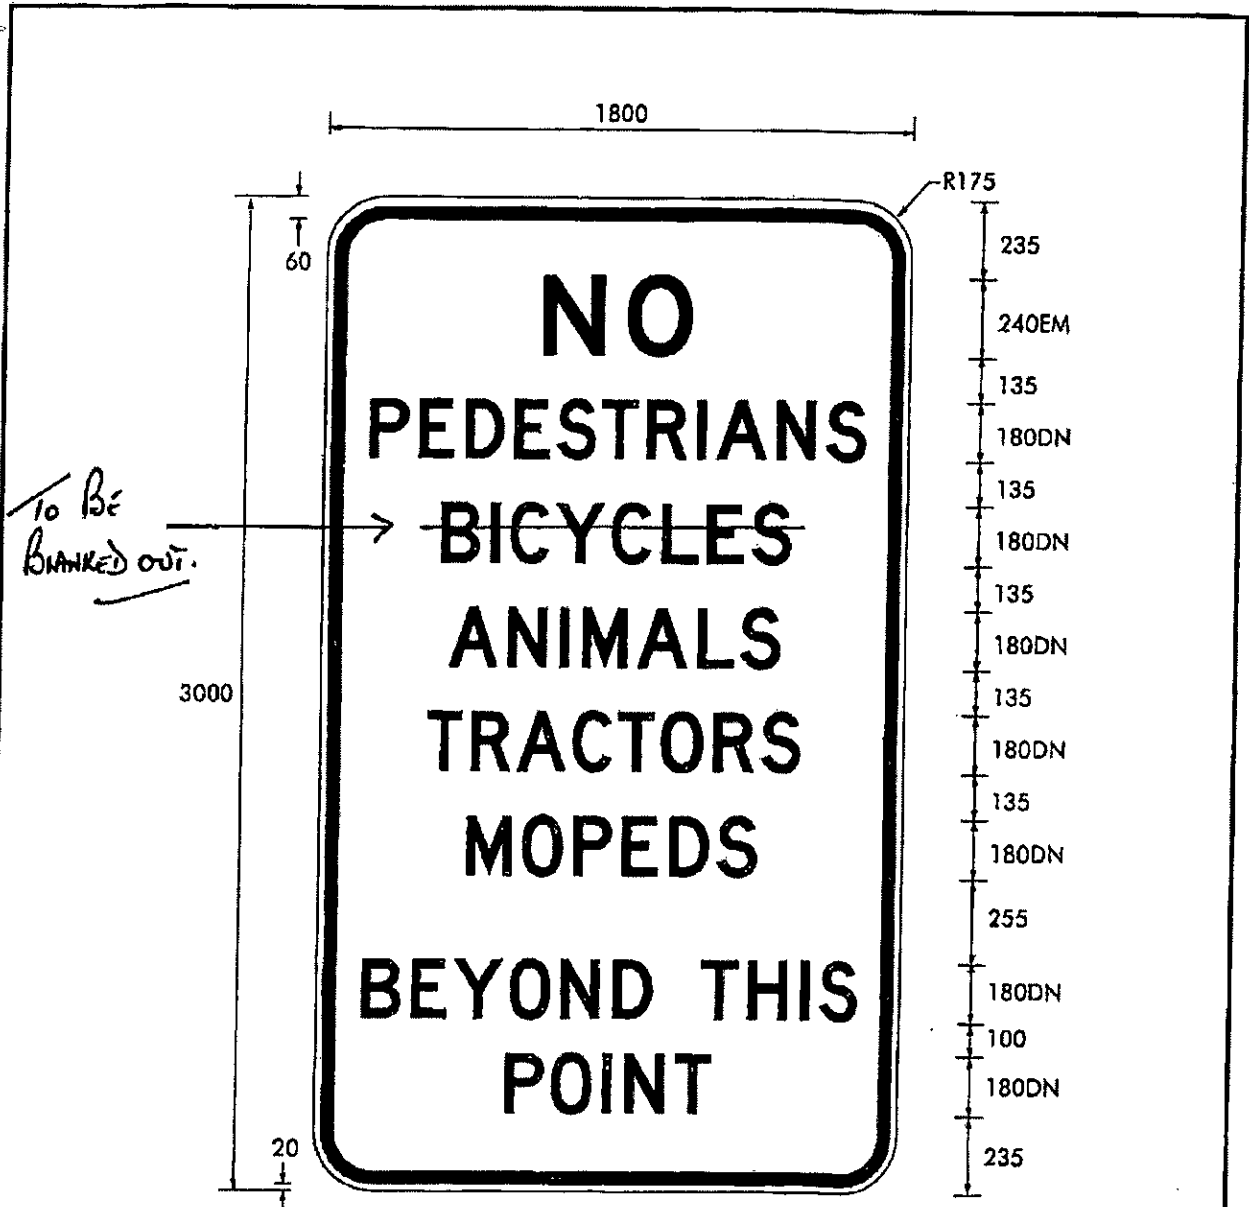 1800
R175
60
235
NO
240EM
135
PEDESTRIANS
180DN
135
To BE
BLANKED OUT.
BICYCLES
180DN
135
ANIMALS
180DN
3000
135
TRACTORS
180DN
135
MOPEDS
180DN
255
BEYOND THIS
180DN
100
POINT
180DN
20
235